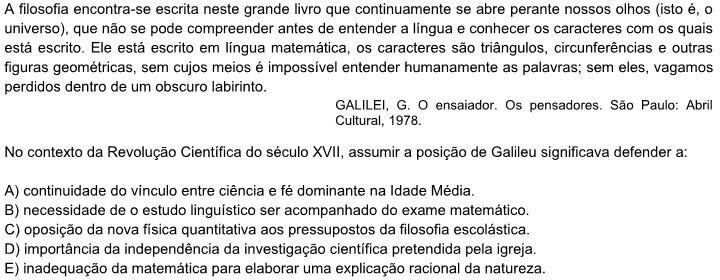 A filosofia encontra-se escrita neste grande livro que continuamente se abre perante nossos olhos (isto é, o
universo), que não se pode compreender antes de entender a língua e conhecer os caracteres com os quais
está escrito. Ele está escrito em língua matemática, os caracteres são triângulos, circunferências e outras
figuras geométricas, sem cujos meios é impossível entender humanamente as palavras; sem eles, vagamos
perdidos dentro de um obscuro labirinto.
GALILEI, G. O ensaiador. Os pensadores. São Paulo: Abril
Cultural, 1978.
No contexto da Revolução Científica do século XVII, assumir a posição de Galileu significava defender a:
A) continuidade do vínculo entre ciência e fé dominante na Idade Média.
B) necessidade de o estudo linguístico ser acompanhado do exame matemático.
C) oposição da nova física quantitativa aos pressupostos da filosofia escolástica.
D) importância da independência da investigação científica pretendida pela igreja.
E) inadequação da matemática para elaborar uma explicação racional da natureza.